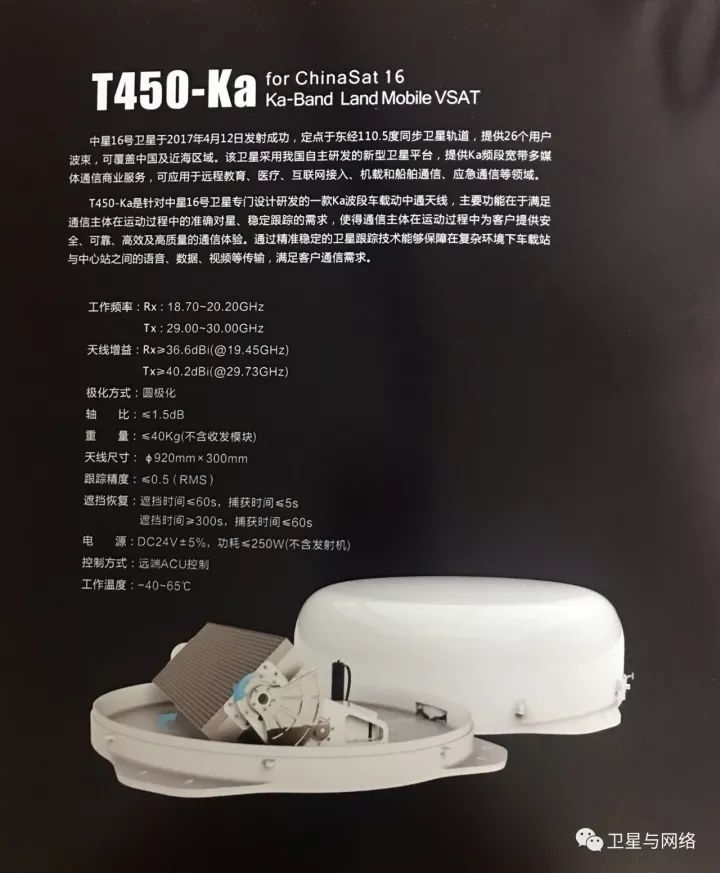 T450-Ka for ChinaSat 16
Ka-Band Land Mobile VSAT
中星16号卫星于2017年4月12日发射成功，定点于东经110.5度同步卫星轨道，提供26个用户
波束，可覆盖中国及近海区域。该卫星采用我国自主研发的新型卫星平台，提供Ka频段宽带多媒
体通信商业服务，可应用于远程教育、医疗、互联网接入、机载和船舶通信、应急通信等领域。
T450-Ka是针对中星16号卫星专门设计研发的一款Ka波段车载动中通天线，主要功能在于满足
通信主体在运动过程中的准确对星、稳定跟踪的需求，使得通信主体在运动过程中为客户提供安
全、可靠、高效及高质量的通信体验。通过精准稳定的卫星跟踪技术能够保障在复杂环境下车载站
与中心站之间的语音、数据、视频等传输，满足客户通信需求。
工作频率：Rx：18.70~20.20GHz
Tx：29.00~30.00GHz
天线增益：Rx≥36.6dBi(@19.45GHz)
Tx≥40.2dBi(@29.73GHz)
极化方式：圆极化
轴 比：≤1.5dB
重 量：≤40Kg(不含收发模块)
天线尺寸：ϕ920mm×300mm
跟踪精度：≤0.5（RMS）
遮挡恢复：遮挡时间≤60s，捕获时间≤5s
遮挡时间≥300s，捕获时间≤60s
电 源：DC24V±5%，功耗≤250W(不含发射机)
控制方式：远端ACU控制
工作温度：-40~65℃
卫星与网络